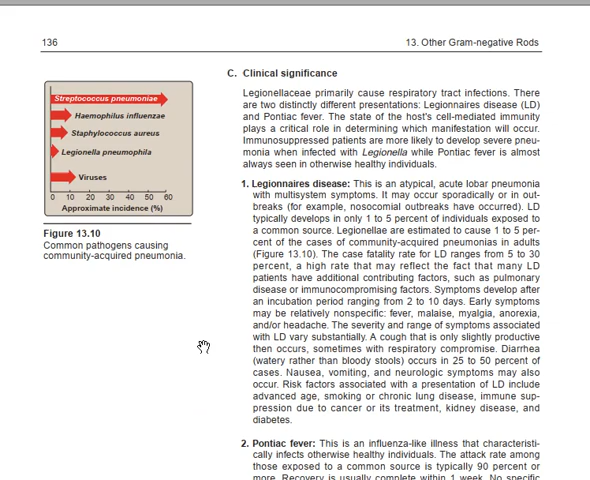 136
13. Other Gram-negative Rods
Streptococcus pneumoniae
Haemophilus influenzae
Staphylococcus aureus
Legionella pneumophila
Viruses
0 10 20 30 40 50 60
Approximate incidence (%)
Figure 13.10
Common pathogens causing
community-acquired pneumonia.
C. Clinical significance
Legionellaceae primarily cause respiratory tract infections. There
are two distinctly different presentations: Legionnaires disease (LD)
and Pontiac fever. The state of the host's cell-mediated immunity
plays a critical role in determining which manifestation will occur.
Immunosuppressed patients are more likely to develop severe pneu-
monia when infected with Legionella while Pontiac fever is almost
always seen in otherwise healthy individuals.
1. Legionnaires disease: This is an atypical, acute lobar pneumonia
with multisystem symptoms. It may occur sporadically or in out-
breaks (for example, nosocomial outbreaks have occurred). LD
typically develops in only 1 to 5 percent of individuals exposed to
a common source. Legionellae are estimated to cause 1 to 5 per-
cent of the cases of community-acquired pneumonias in adults
(Figure 13.10). The case fatality rate for LD ranges from 5 to 30
percent, a high rate that may reflect the fact that many LD
patients have additional contributing factors, such as pulmonary
disease or immunocompromising factors. Symptoms develop after
an incubation period ranging from 2 to 10 days. Early symptoms
may be relatively nonspecific: fever, malaise, myalgia, anorexia,
and/or headache. The severity and range of symptoms associated
with LD vary substantially. A cough that is only slightly productive
then occurs, sometimes with respiratory compromise. Diarrhea
(watery rather than bloody stools) occurs in 25 to 50 percent of
cases. Nausea, vomiting, and neurologic symptoms may also
occur. Risk factors associated with a presentation of LD include
advanced age, smoking or chronic lung disease, immune sup-
pression due to cancer or its treatment, kidney disease, and
diabetes.
2. Pontiac fever: This is an influenza-like illness that characteristi-
cally infects otherwise healthy individuals. The attack rate among
those exposed to a common source is typically 90 percent or
more. Recovery is usually complete within 1 week. No specific